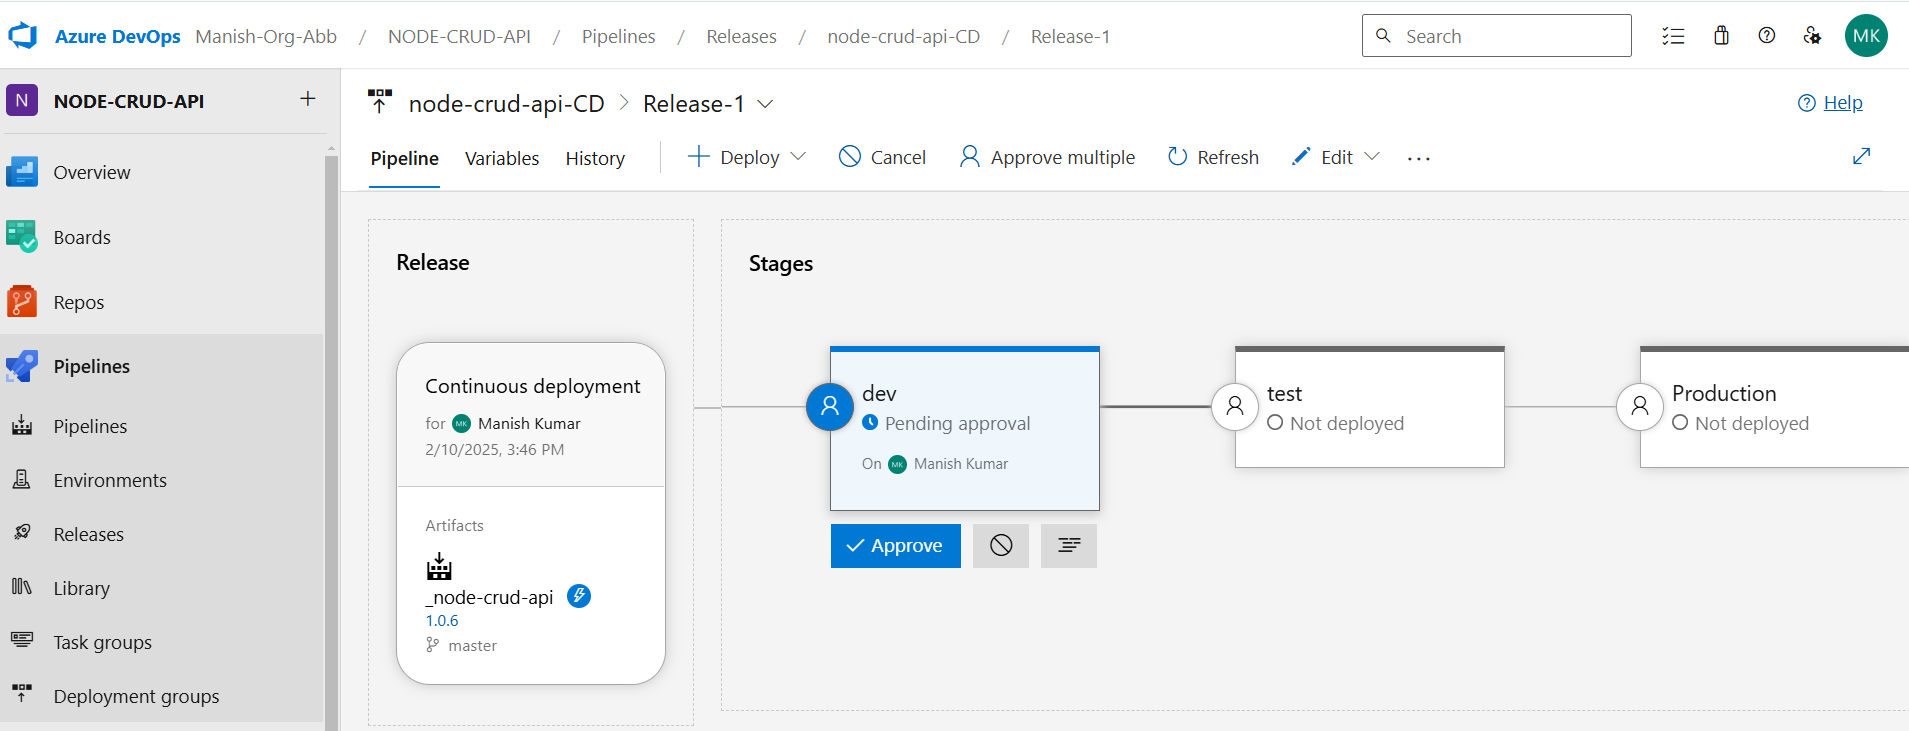 Azure DevOps Manish-Org-Abb / NODE-CRUD-API / Pipelines / Releases / node-crud-api-CD / Release-1
Search
MK
N NODE-CRUD-API +
Overview
Boards
Repos
Pipelines
Pipelines
Environments
Releases
Library
Task groups
Deployment groups
node-crud-api-CD > Release-1
Help
Pipeline Variables History Deploy Cancel Approve multiple Refresh Edit ...
Release
Continuous deployment
for MK Manish Kumar
2/10/2025, 3:46 PM
Artifacts
_node-crud-api
1.0.6
master
Stages
dev
Pending approval
On MK Manish Kumar
Approve
test
Not deployed
Production
Not deployed